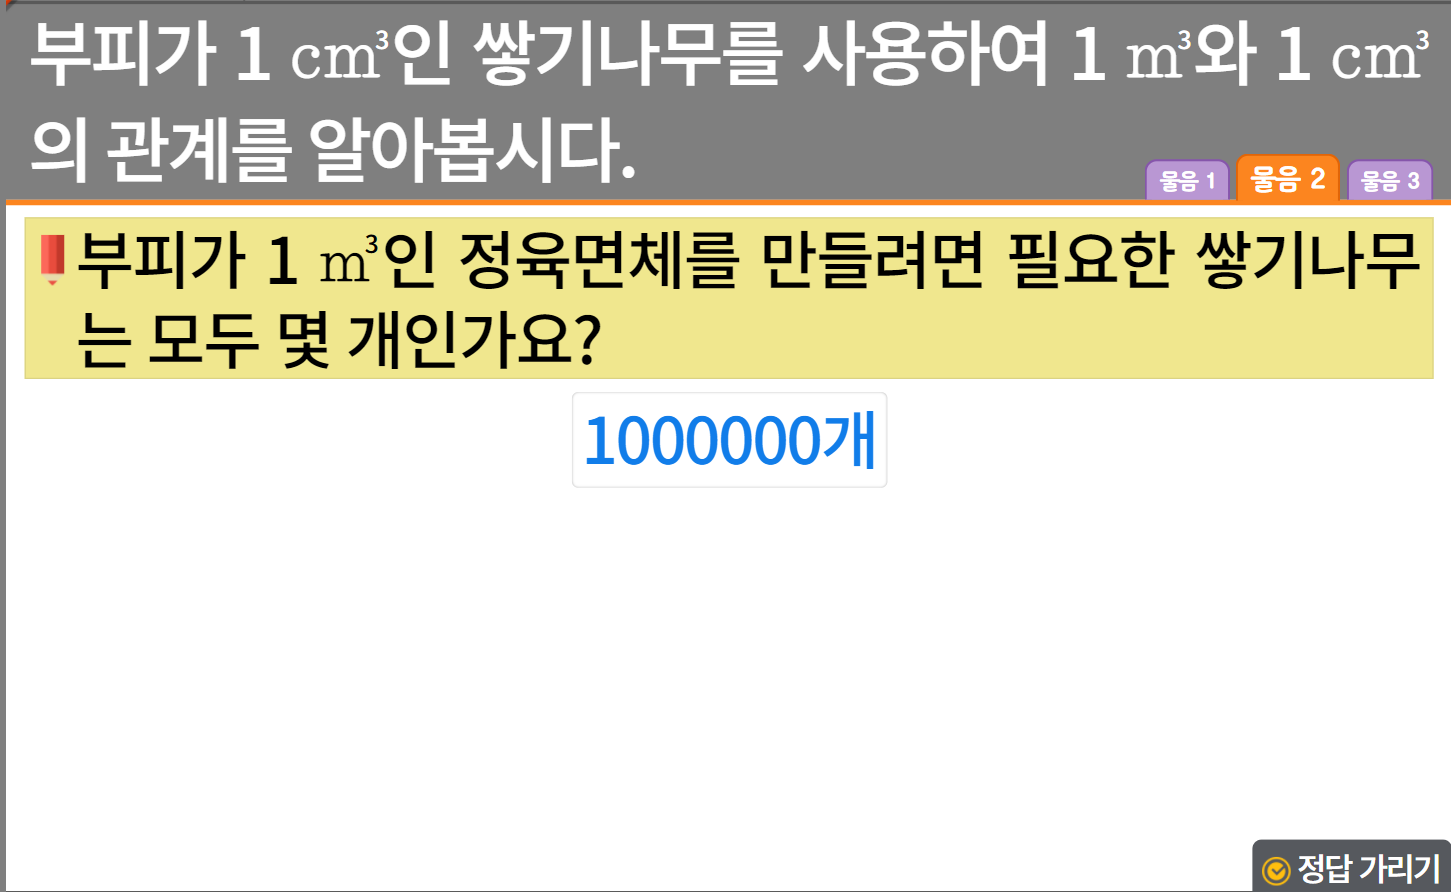 부피가 1 cm³인 쌓기나무를 사용하여 1 m³와 1 cm³
의 관계를 알아봅시다.
물음 1 물음 2 물음 3
부피가 1 m³인 정육면체를 만들려면 필요한 쌓기나무
는 모두 몇 개인가요?
1000000개
정답 가리기